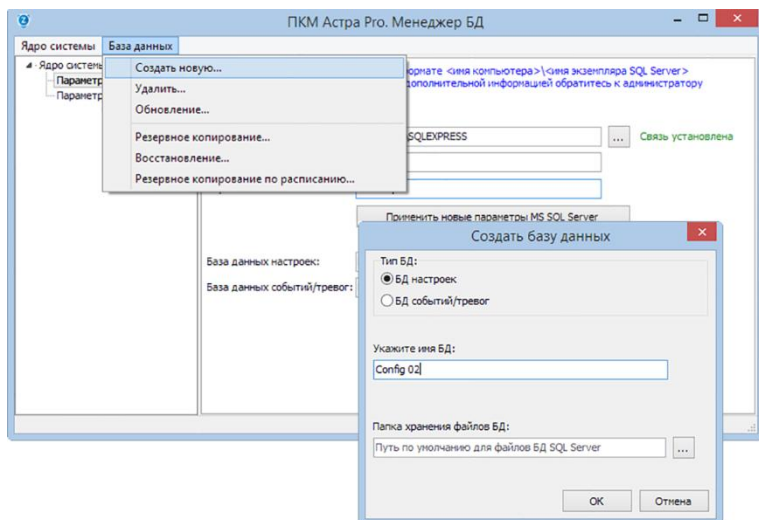 ПКМ Астра Pro. Менеджер БД
Ядро системы База данных
Ядро систем
Параметр
Параметр
Создать новую...
Удалить...
Обновление...
Резервное копирование...
Восстановление...
Резервное копирование по расписанию...
ормате <имя компьютера>\<имя экземпляра SQL Server>
дополнительной информацией обратитесь к администратору
SQLEXPRESS ... Связь установлена
Применить новые параметры MS SQL Server
База данных настроек:
База данных событий/тревог:
Создать базу данных
Тип БД:
БД настроек
БД событий/тревог
Укажите имя БД:
Config 02
Папка хранения файлов БД:
Путь по умолчанию для файлов БД SQL Server ...
OK Отмена